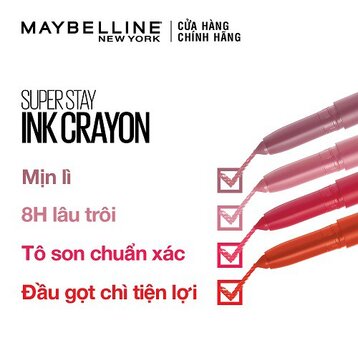 MAYBELLINE
NEW YORK
CỬA HÀNG
CHÍNH HÃNG
SUPER STAY
INK CRAYON
Mịn lì
8H lâu trôi
Tô son chuẩn xác
Đầu gọt chì tiện lợi